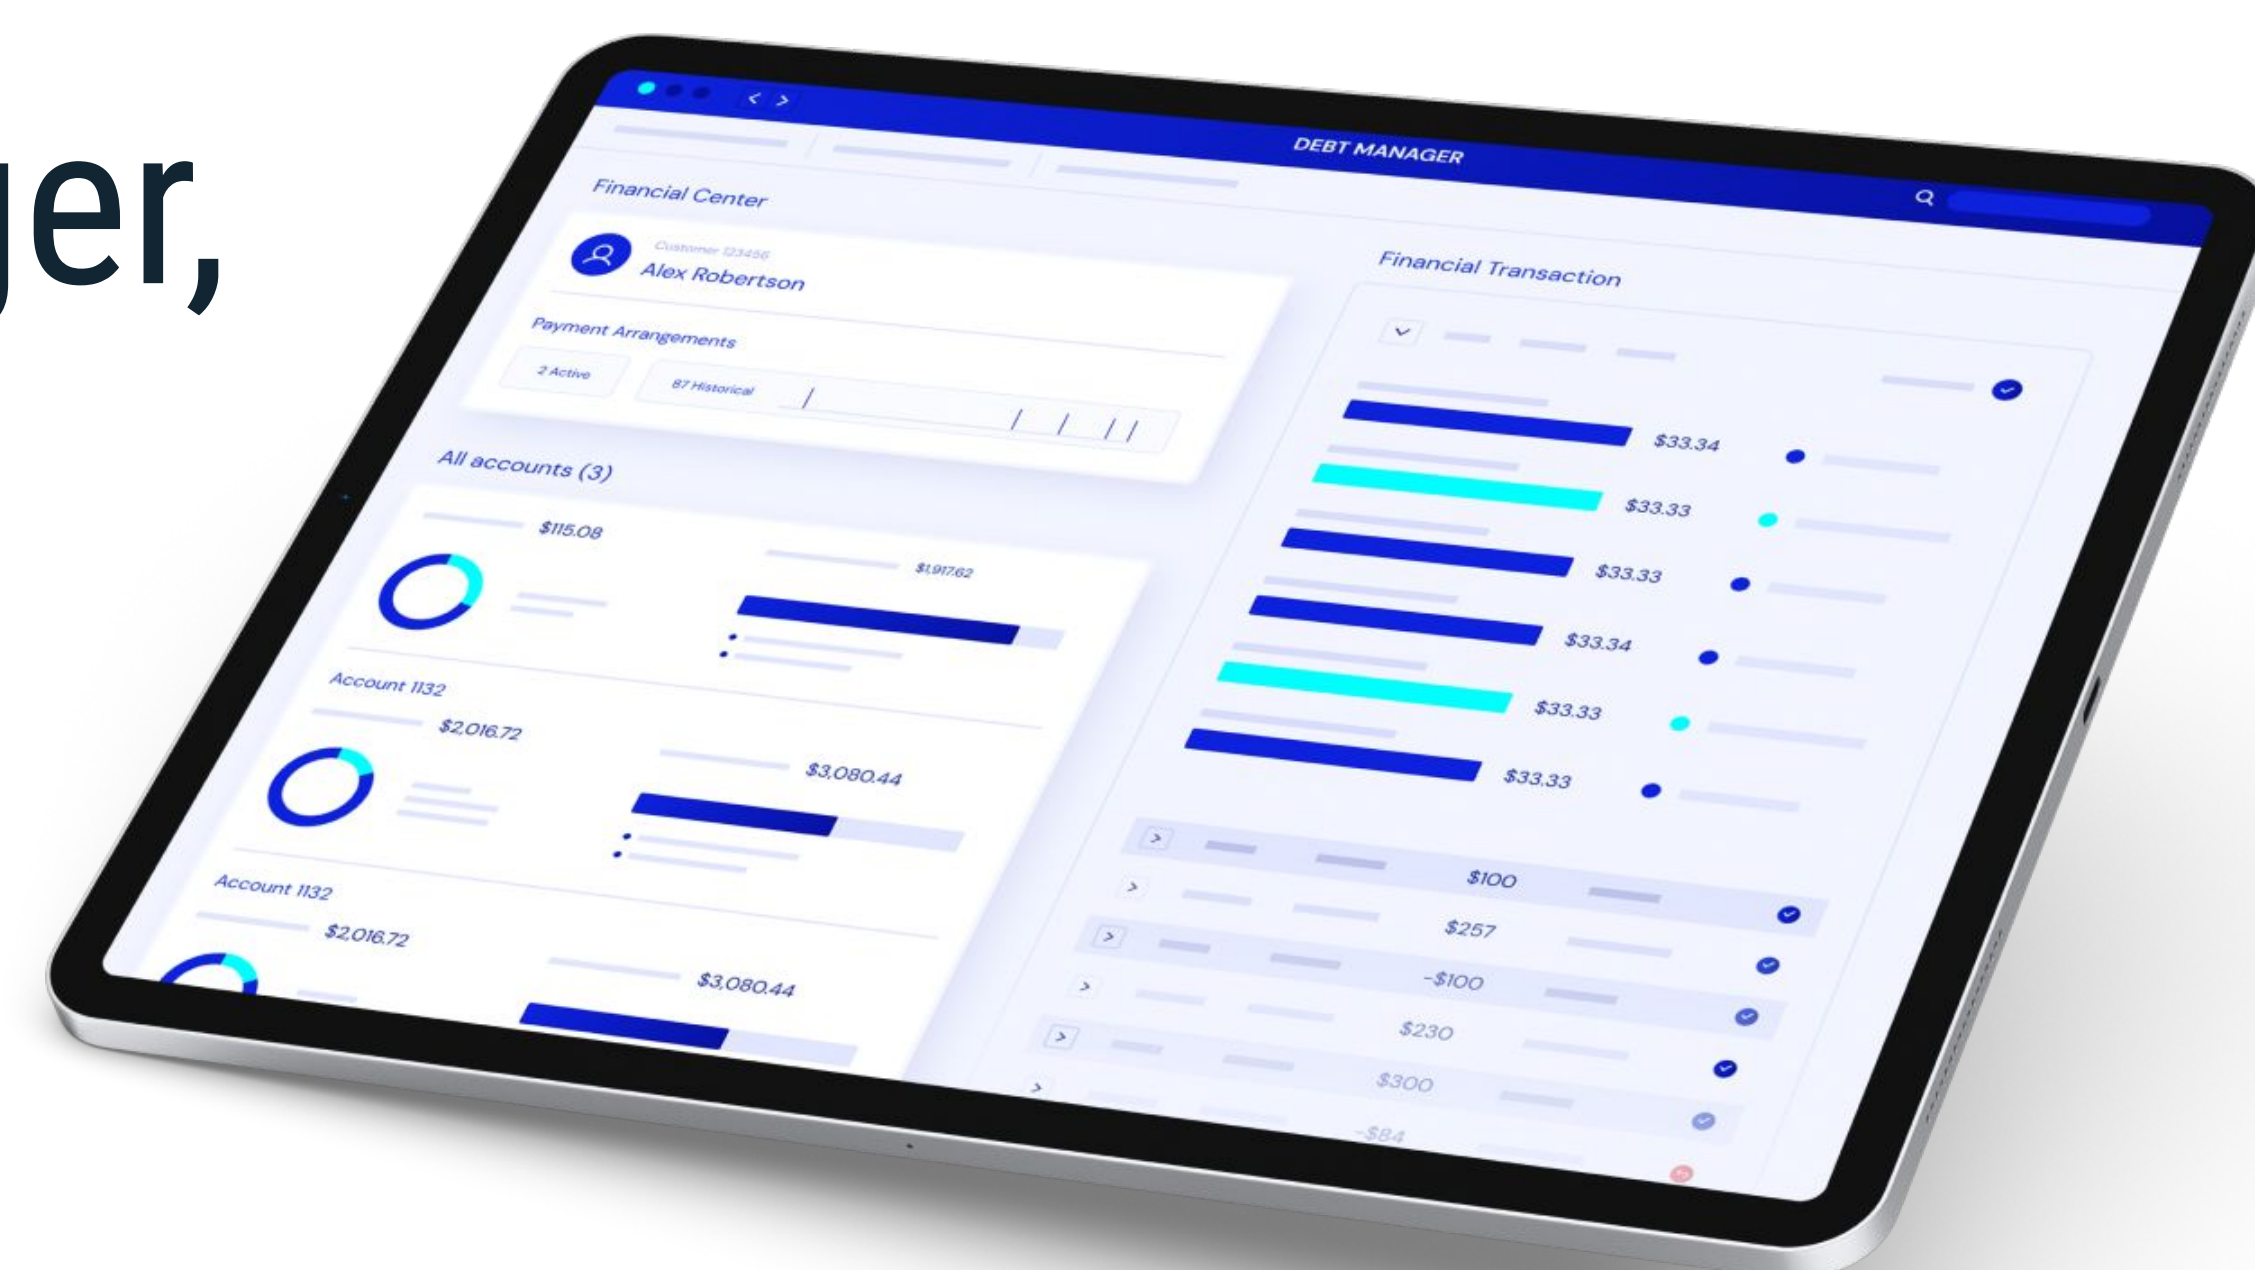 ger,
DEBT MANAGER
Financial Center
Customer 123456
Alex Robertson
Payment Arrangements
2 Active
87 Historical
All accounts (3)
$115.08
$1,917.62
Account 1132
$2,016.72
$3,080.44
Account 1132
$2,016.72
$3,080.44
Financial Transaction
$33.34
$33.33
$33.33
$33.34
$33.33
$33.33
$100
$257
-$100
$230
$300
-$84